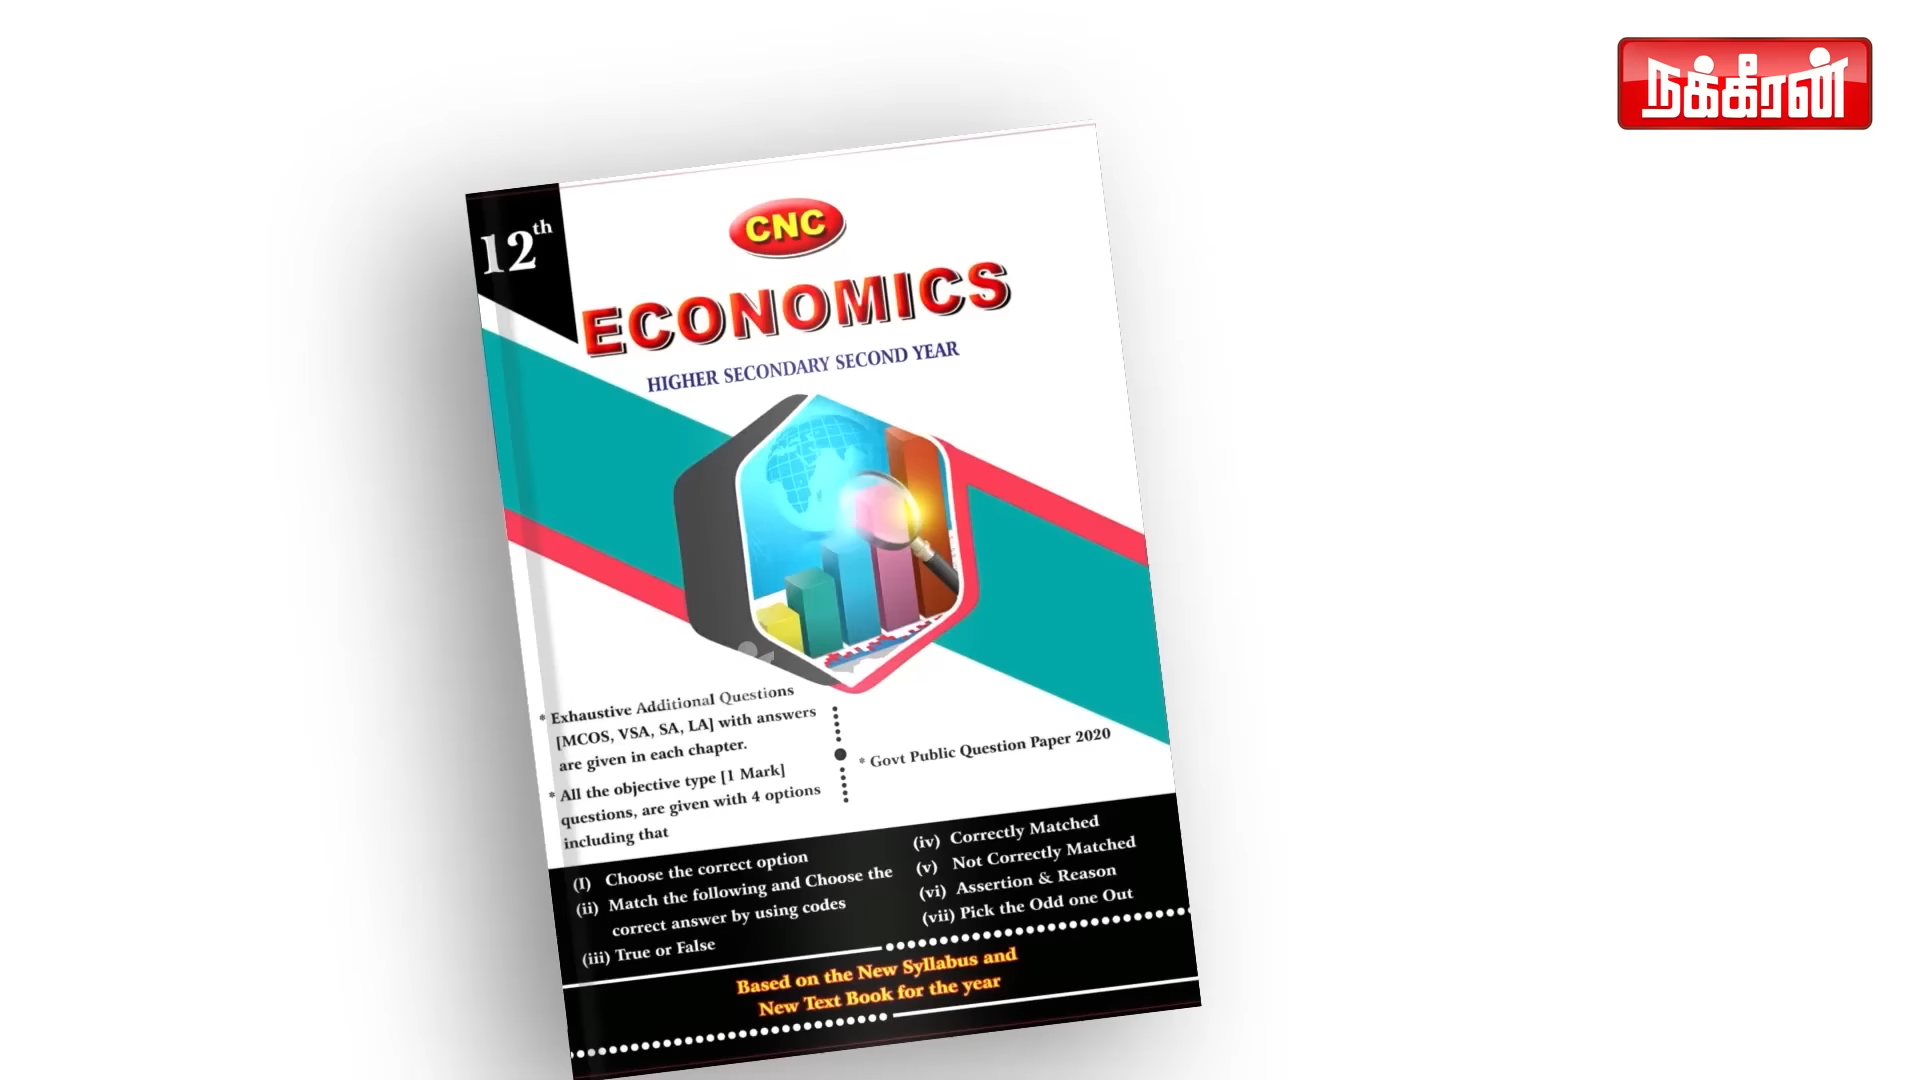 நக்கீரன்
12th
CNC
ECONOMICS
HIGHER SECONDARY SECOND YEAR
* Exhaustive Additional Questions
[MCOS, VSA, SA, LA] with answers
are given in each chapter.
* All the objective type [1 Mark]
questions, are given with 4 options
including that
* Govt Public Question Paper 2020
(I) Choose the correct option
(ii) Match the following and Choose the
correct answer by using codes
(iii) True or False
(iv) Correctly Matched
(v) Not Correctly Matched
(vi) Assertion & Reason
(vii) Pick the Odd one Out
Based on the New Syllabus and
New Text Book for the year